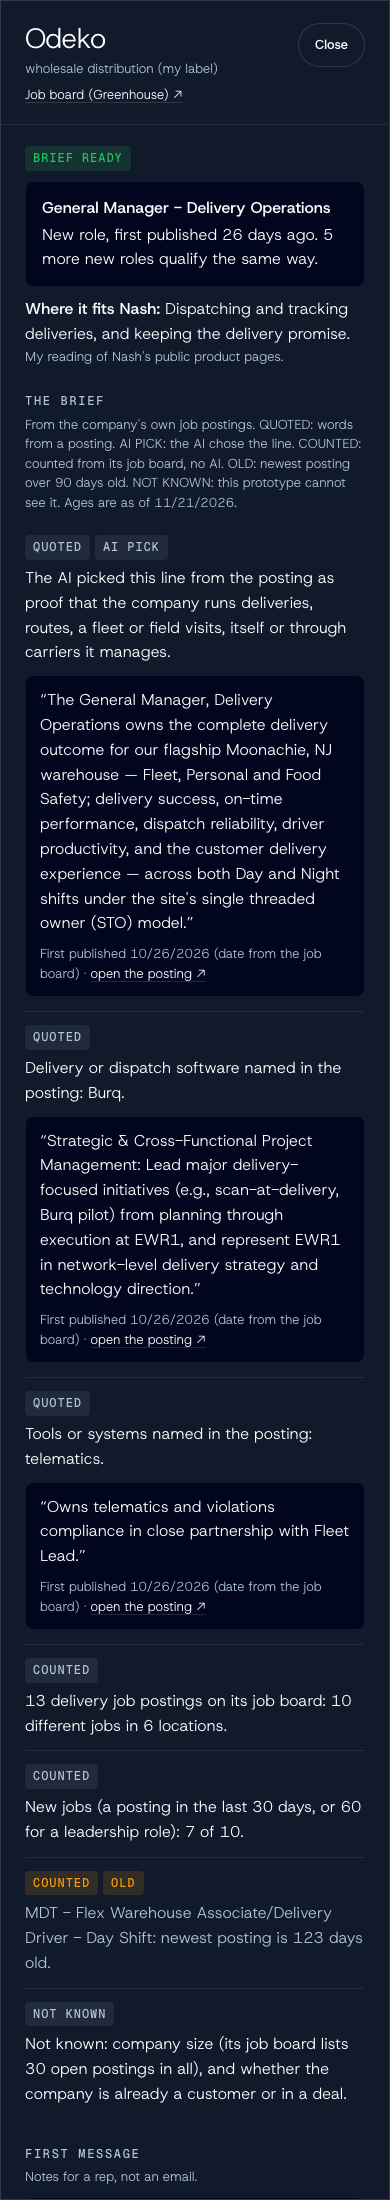 Odeko
Close
wholesale distribution (my label)
Job board (Greenhouse) ↗
BRIEF READY
General Manager – Delivery Operations
New role, first published 26 days ago. 5
more new roles qualify the same way.
Where it fits Nash: Dispatching and tracking
deliveries, and keeping the delivery promise.
My reading of Nash's public product pages.
THE BRIEF
From the company's own job postings. QUOTED: words
from a posting. AI PICK: the AI chose the line. COUNTED:
counted from its job board, no AI. OLD: newest posting
over 90 days old. NOT KNOWN: this prototype cannot
see it. Ages are as of 11/21/2026.
QUOTED AI PICK
The AI picked this line from the posting as
proof that the company runs deliveries,
routes, a fleet or field visits, itself or through
carriers it manages.
“The General Manager, Delivery
Operations owns the complete delivery
outcome for our flagship Moonachie, NJ
warehouse — Fleet, Personal and Food
Safety; delivery success, on-time
performance, dispatch reliability, driver
productivity, and the customer delivery
experience — across both Day and Night
shifts under the site's single threaded
owner (STO) model.”
First published 10/26/2026 (date from the job
board) · open the posting ↗
QUOTED
Delivery or dispatch software named in the
posting: Burq.
“Strategic & Cross-Functional Project
Management: Lead major delivery-
focused initiatives (e.g., scan-at-delivery,
Burq pilot) from planning through
execution at EWR1, and represent EWR1
in network-level delivery strategy and
technology direction.”
First published 10/26/2026 (date from the job
board) · open the posting ↗
QUOTED
Tools or systems named in the posting:
telematics.
“Owns telematics and violations
compliance in close partnership with Fleet
Lead.”
First published 10/26/2026 (date from the job
board) · open the posting ↗
COUNTED
13 delivery job postings on its job board: 10
different jobs in 6 locations.
COUNTED
New jobs (a posting in the last 30 days, or 60
for a leadership role): 7 of 10.
COUNTED OLD
MDT - Flex Warehouse Associate/Delivery
Driver - Day Shift: newest posting is 123 days
old.
NOT KNOWN
Not known: company size (its job board lists
30 open postings in all), and whether the
company is already a customer or in a deal.
FIRST MESSAGE
Notes for a rep, not an email.